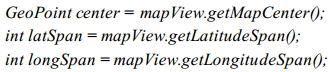 GeoPoint center = mapView.getMapCenter();
int latSpan = mapView.getLatitudeSpan();
int longSpan = mapView.getLongitudeSpan();